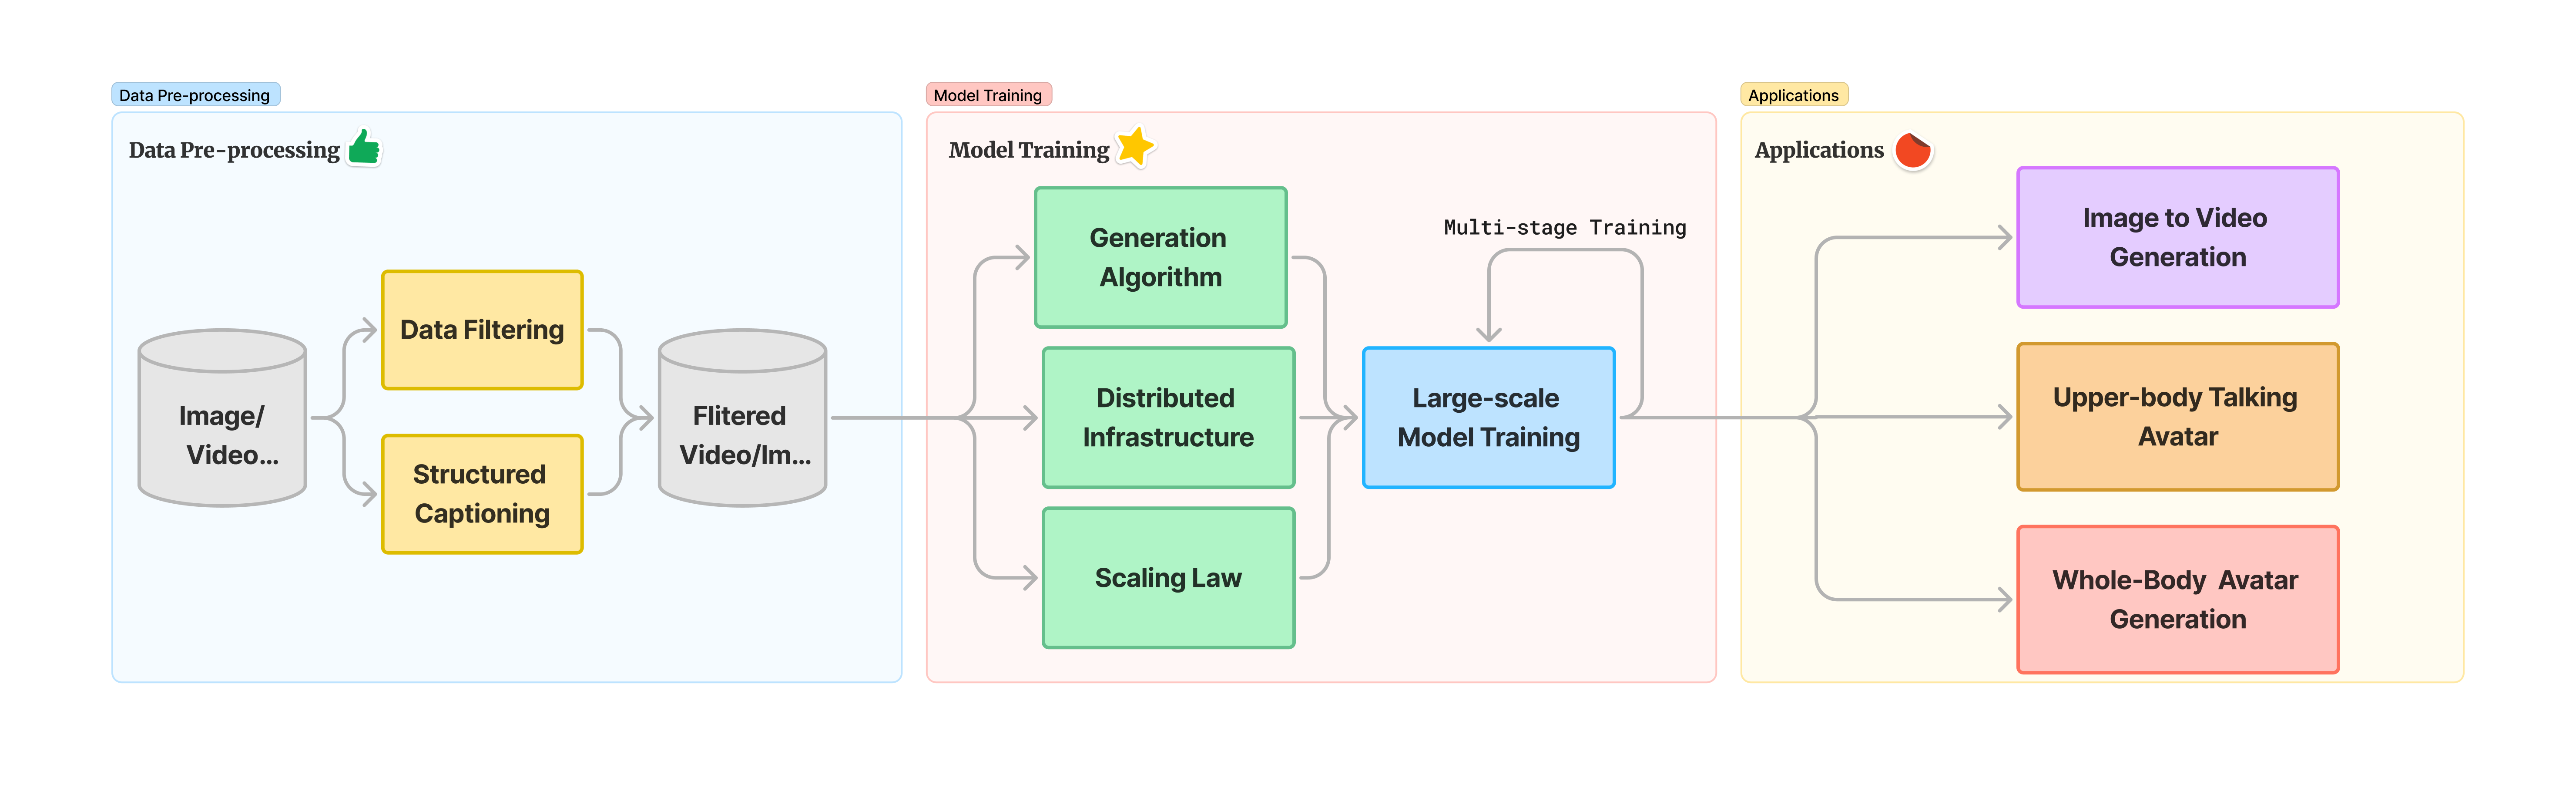 Data Pre-processing
Data Pre-processing
Image/
Video...
Data Filtering
Structured
Captioning
Flitered
Video/Im...
Model Training
Model Training
Generation
Algorithm
Distributed
Infrastructure
Scaling Law
Multi-stage Training
Large-scale
Model Training
Applications
Applications
Image to Video
Generation
Upper-body Talking
Avatar
Whole-Body  Avatar
Generation